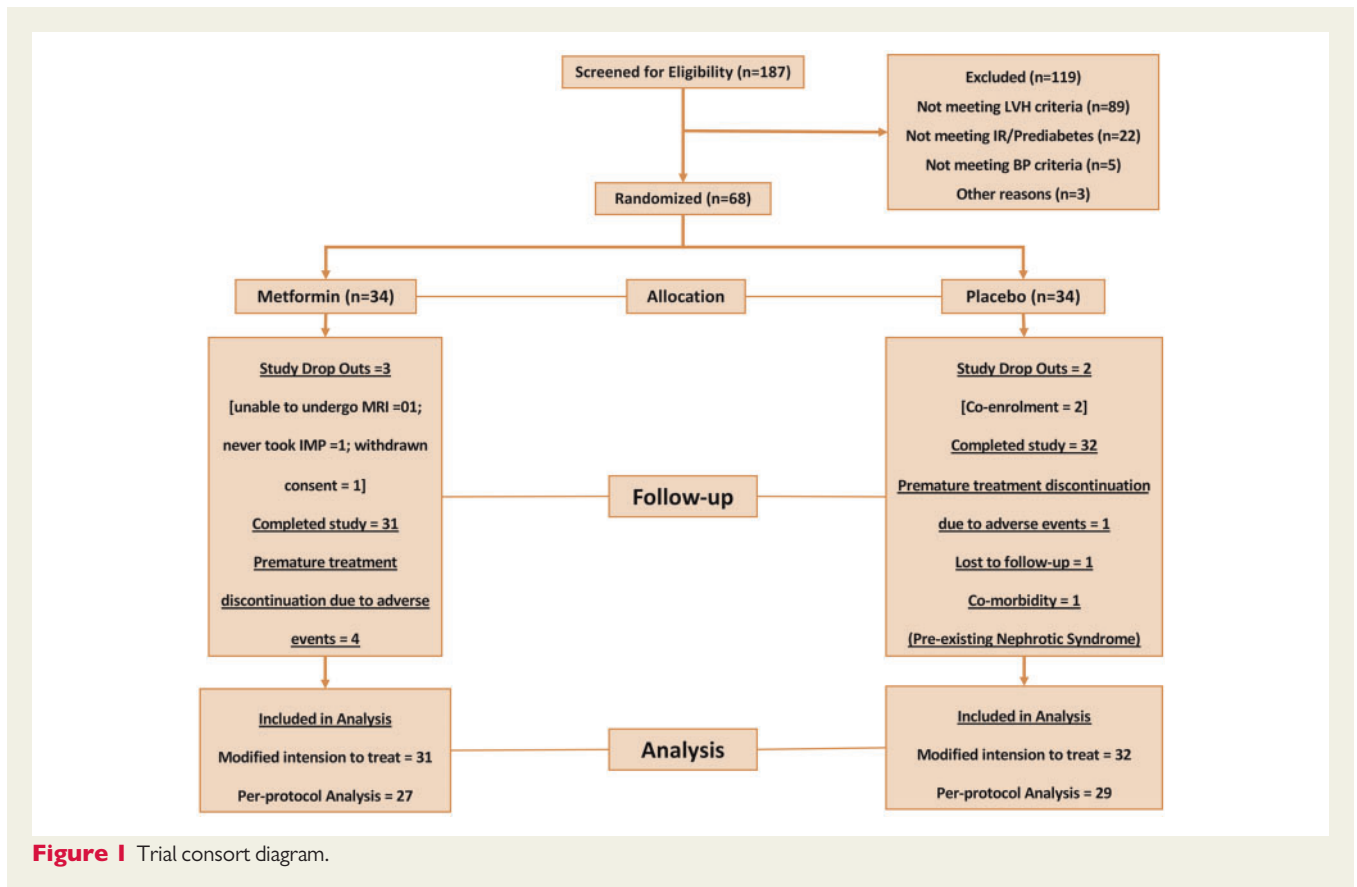 Screened for Eligibility (n=187)
Excluded (n=119)
Not meeting LVH criteria (n=89)
Not meeting IR/Prediabetes (n=22)
Not meeting BP criteria (n=5)
Other reasons (n=3)
Randomized (n=68)
Metformin (n=34)
Allocation
Placebo (n=34)
Study Drop Outs =3
[unable to undergo MRI =01;
never took IMP =1; withdrawn
consent = 1]
Completed study = 31
Premature treatment
discontinuation due to adverse
events = 4
Follow-up
Study Drop Outs = 2
[Co-enrolment = 2]
Completed study = 32
Premature treatment discontinuation
due to adverse events = 1
Lost to follow-up = 1
Co-morbidity = 1
(Pre-existing Nephrotic Syndrome)
Included in Analysis
Modified intension to treat = 31
Per-protocol Analysis = 27
Analysis
Included in Analysis
Modified intension to treat = 32
Per-protocol Analysis = 29
Figure 1 Trial consort diagram.